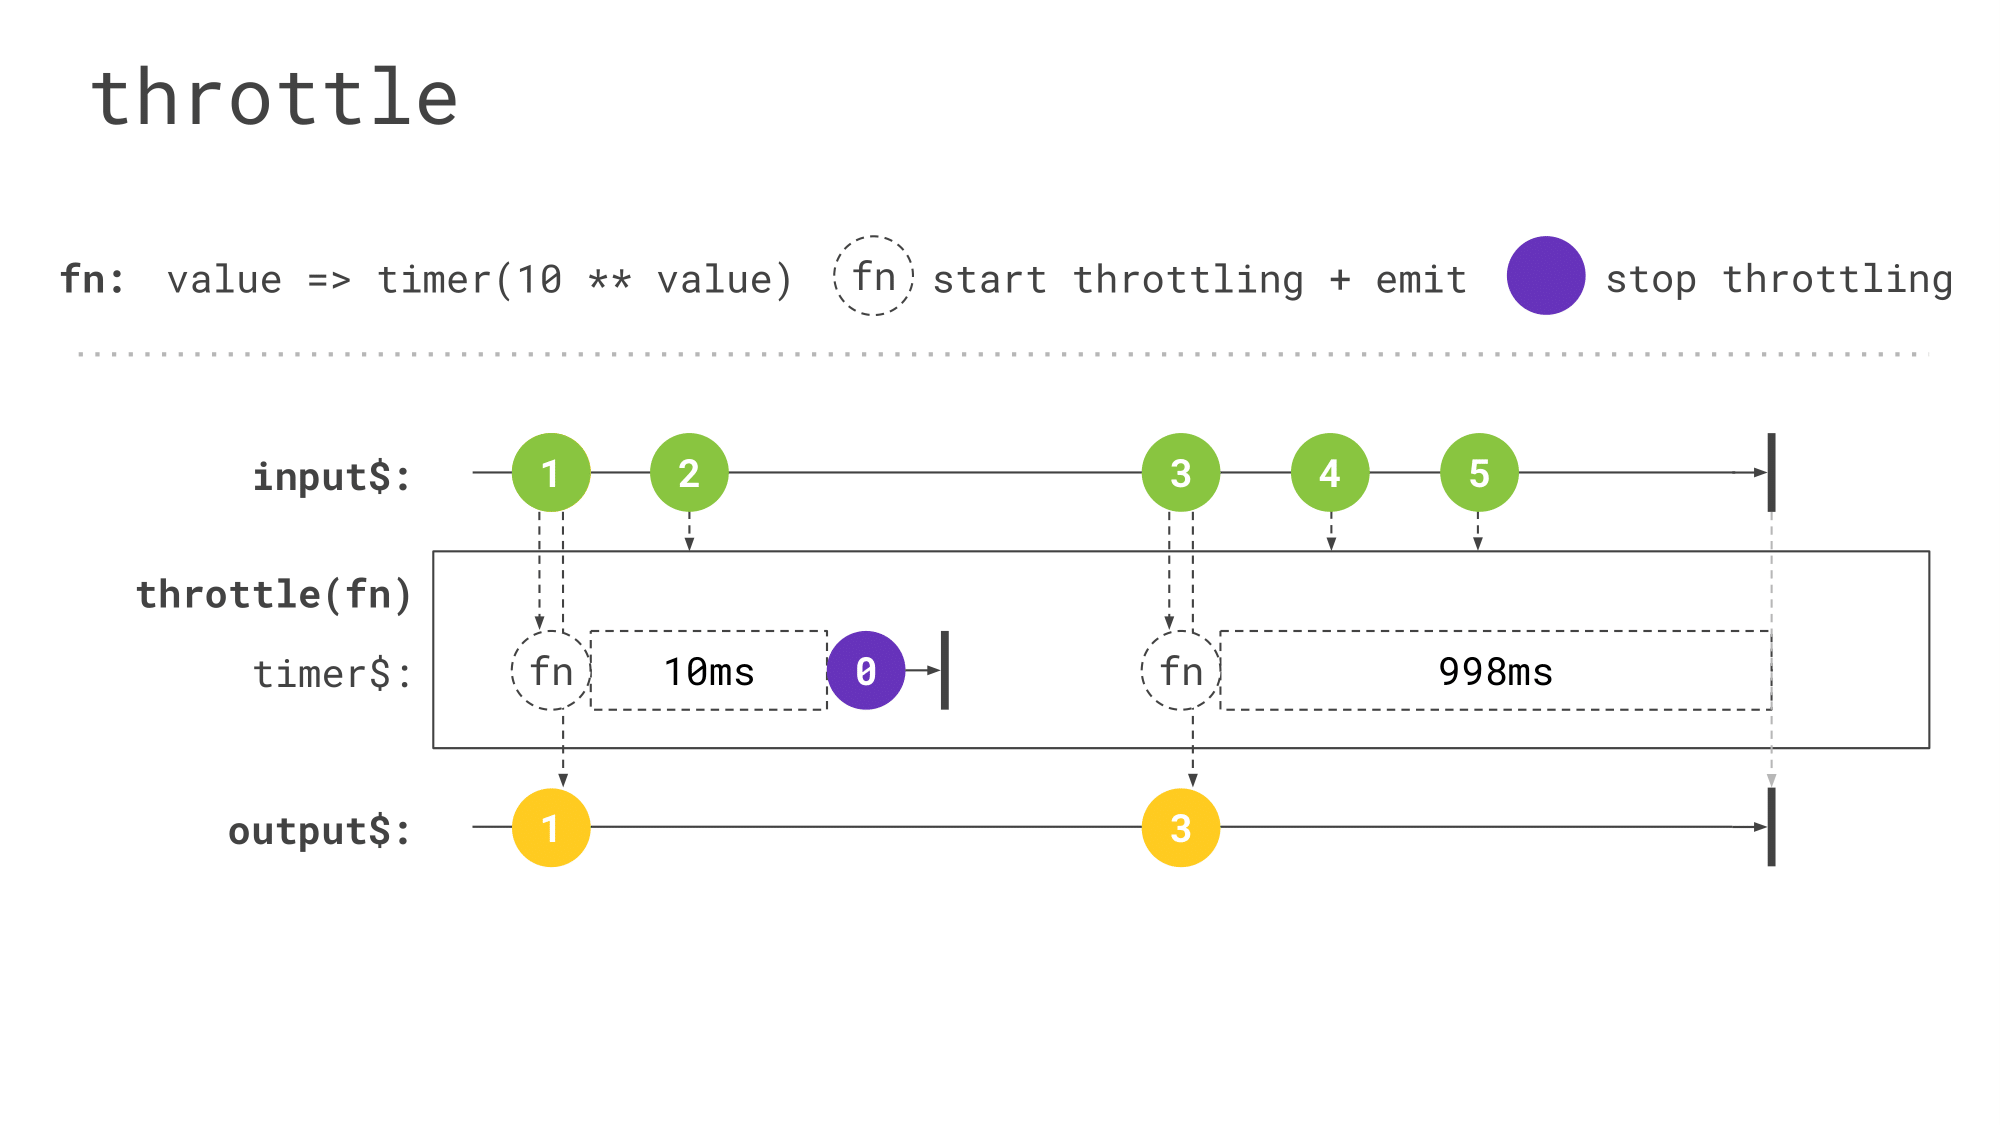 throttle
fn: value => timer(10 ** value) fn start throttling + emit stop throttling
input$: 1 2 3 4 5
throttle(fn)
timer$: fn 10ms 0 fn 998ms
output$: 1 3